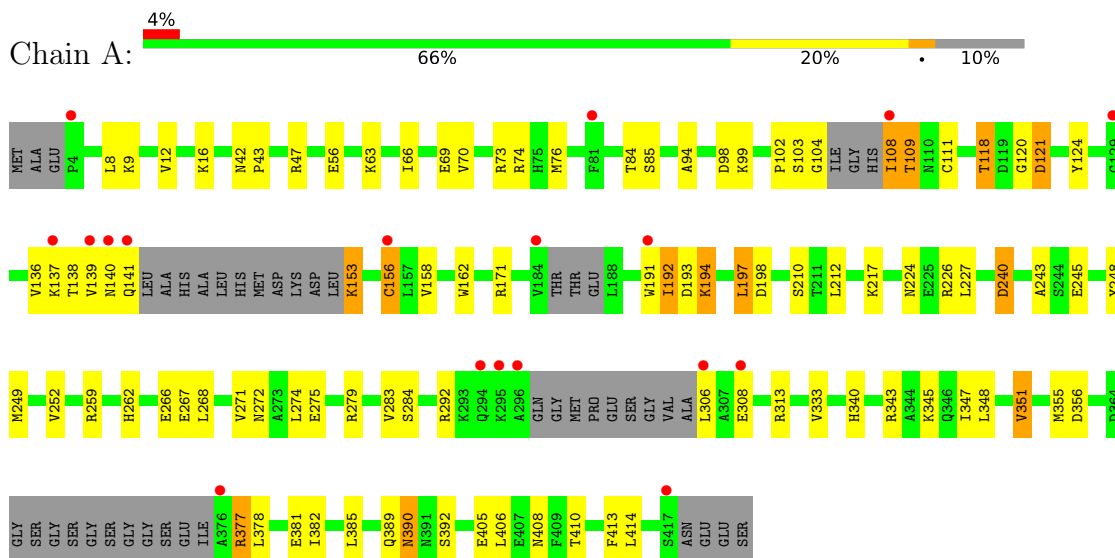 4%
Chain A:
66% 20% • 10%
MET ALA GLU P4 L8 K9 V12 K16 N42 P43 R47 E56 K63 I66 E69 V70 R73 R74 H75 M76 F81 T84 S85 A94 D98 K99 P102 S103 G104 ILE GLY HIS I108 T109 N110 C111 T118 D119 G120 D121 Y124 G129
V136 K137 T138 V139 N140 Q141 LEU ALA HIS ALA LEU HIS MET ASP LYS ASP LEU K153 C156 L157 V158 W162 R171 V184 THR THR GLU L188 W191 I192 D193 K194 L197 D198 S210 T211 L212 K217 N224 E225 R226 L227 D240 A243 S244 E245 Y248
M249 V252 R259 H262 E266 E267 L268 V271 N272 A273 L274 E275 R279 V283 S284 R292 K293 Q294 K295 A296 GLN GLY MET PRO GLU SER GLY VAL ALA L306 A307 E308 R313 V333 H340 R343 A344 K345 Q346 I347 L348 V351 M355 D356 D364
GLY SER GLY SER GLY SER GLY GLY SER GLU ILE A376 R377 L378 E381 I382 L385 Q389 N390 N391 S392 E405 L406 E407 N408 F409 T410 F413 L414 S417 ASN GLU GLU SER